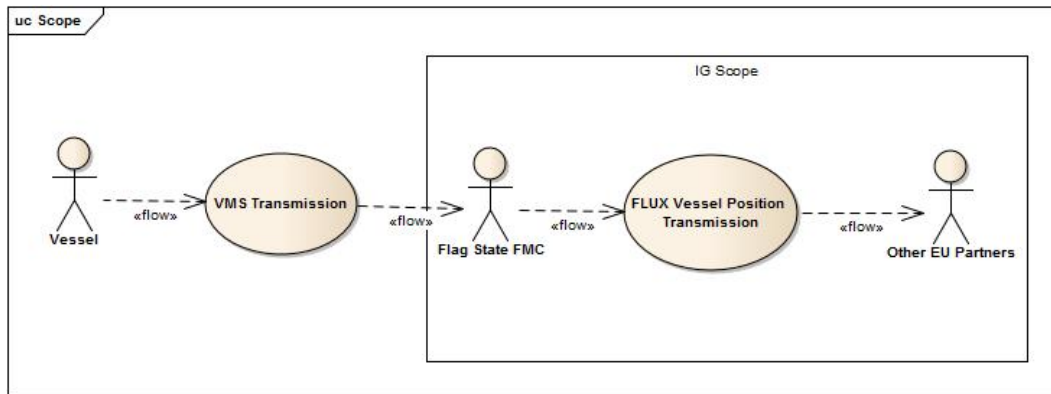 uc Scope
IG Scope
Vessel
«flow»
VMS Transmission
«flow»
Flag State FMC
«flow»
FLUX Vessel Position
Transmission
«flow»
Other EU Partners